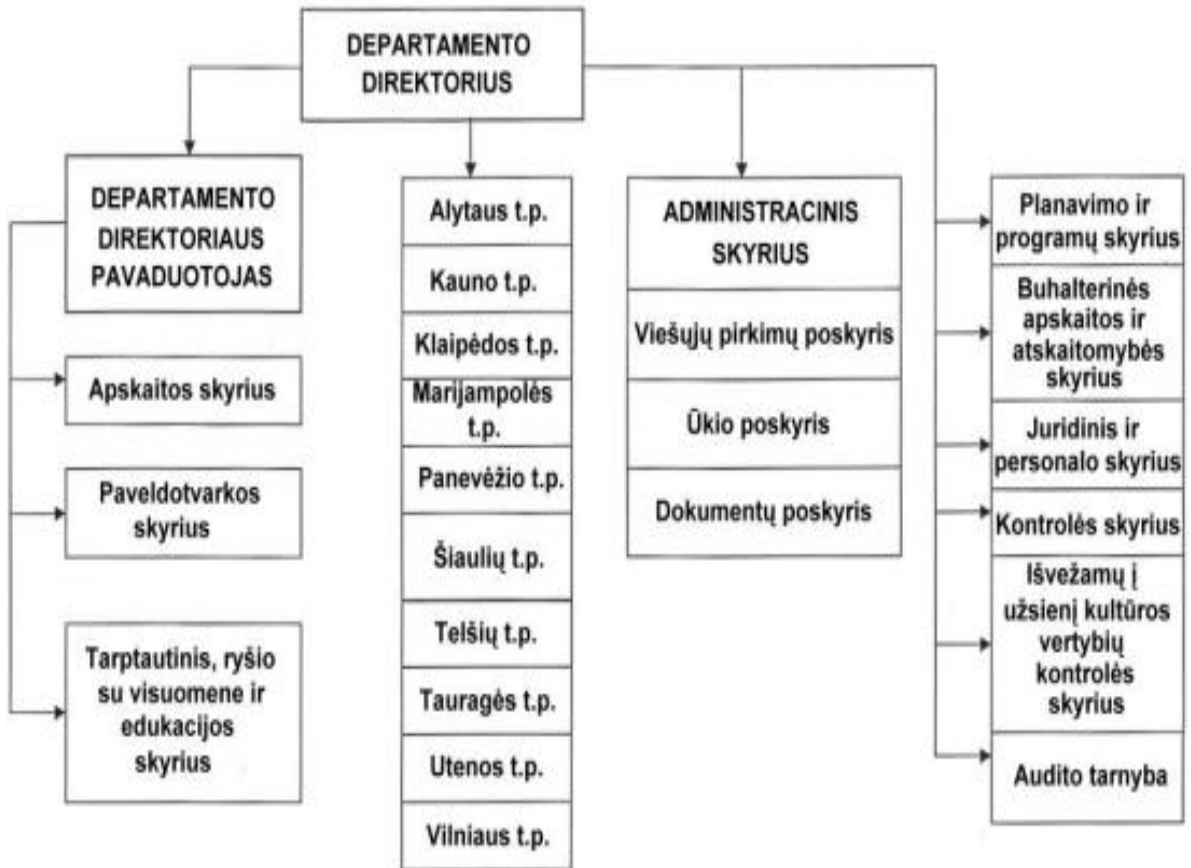 DEPARTAMENTO
DIREKTORIUS
DEPARTAMENTO
DIREKTORIAUS
PAVADUOTOJAS
Apskaitos skyrius
Paveldotvarkos
skyrius
Tarptautinis, ryšio
su visuomene ir
edukacijos
skyrius
Alytaus t.p.
Kauno t.p.
Klaipėdos t.p.
Marijampolės
t.p.
Panevėžio t.p.
Šiaulių t.p.
Telšių t.p.
Tauragės t.p.
Utenos t.p.
Vilniaus t.p.
ADMINISTRACINIS
SKYRIUS
Viešųjų pirkimų poskyris
Ūkio poskyris
Dokumentų poskyris
Planavimo ir
programų skyrius
Buhalterinės
apskaitos ir
atskaitomybės
skyrius
Juridinis ir
personalo skyrius
Kontrolės skyrius
Išvežamų į
užsienį kultūros
vertybių
kontrolės
skyrius
Audito tarnyba